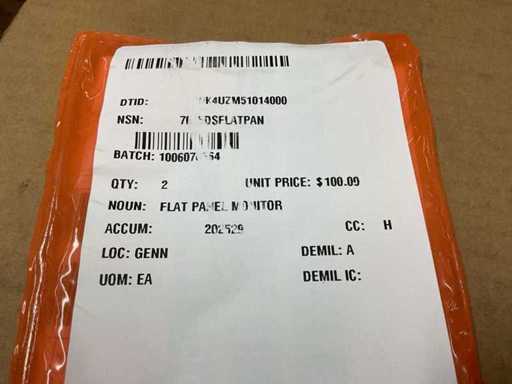 DTID:
NSN:
BATCH:
QTY: 2 UNIT PRICE: $100.09
NOUN: FLAT PANEL MONITOR
ACCUM: CC: H
LOC: GENN DEMIL: A
UOM: EA DEMIL IC: